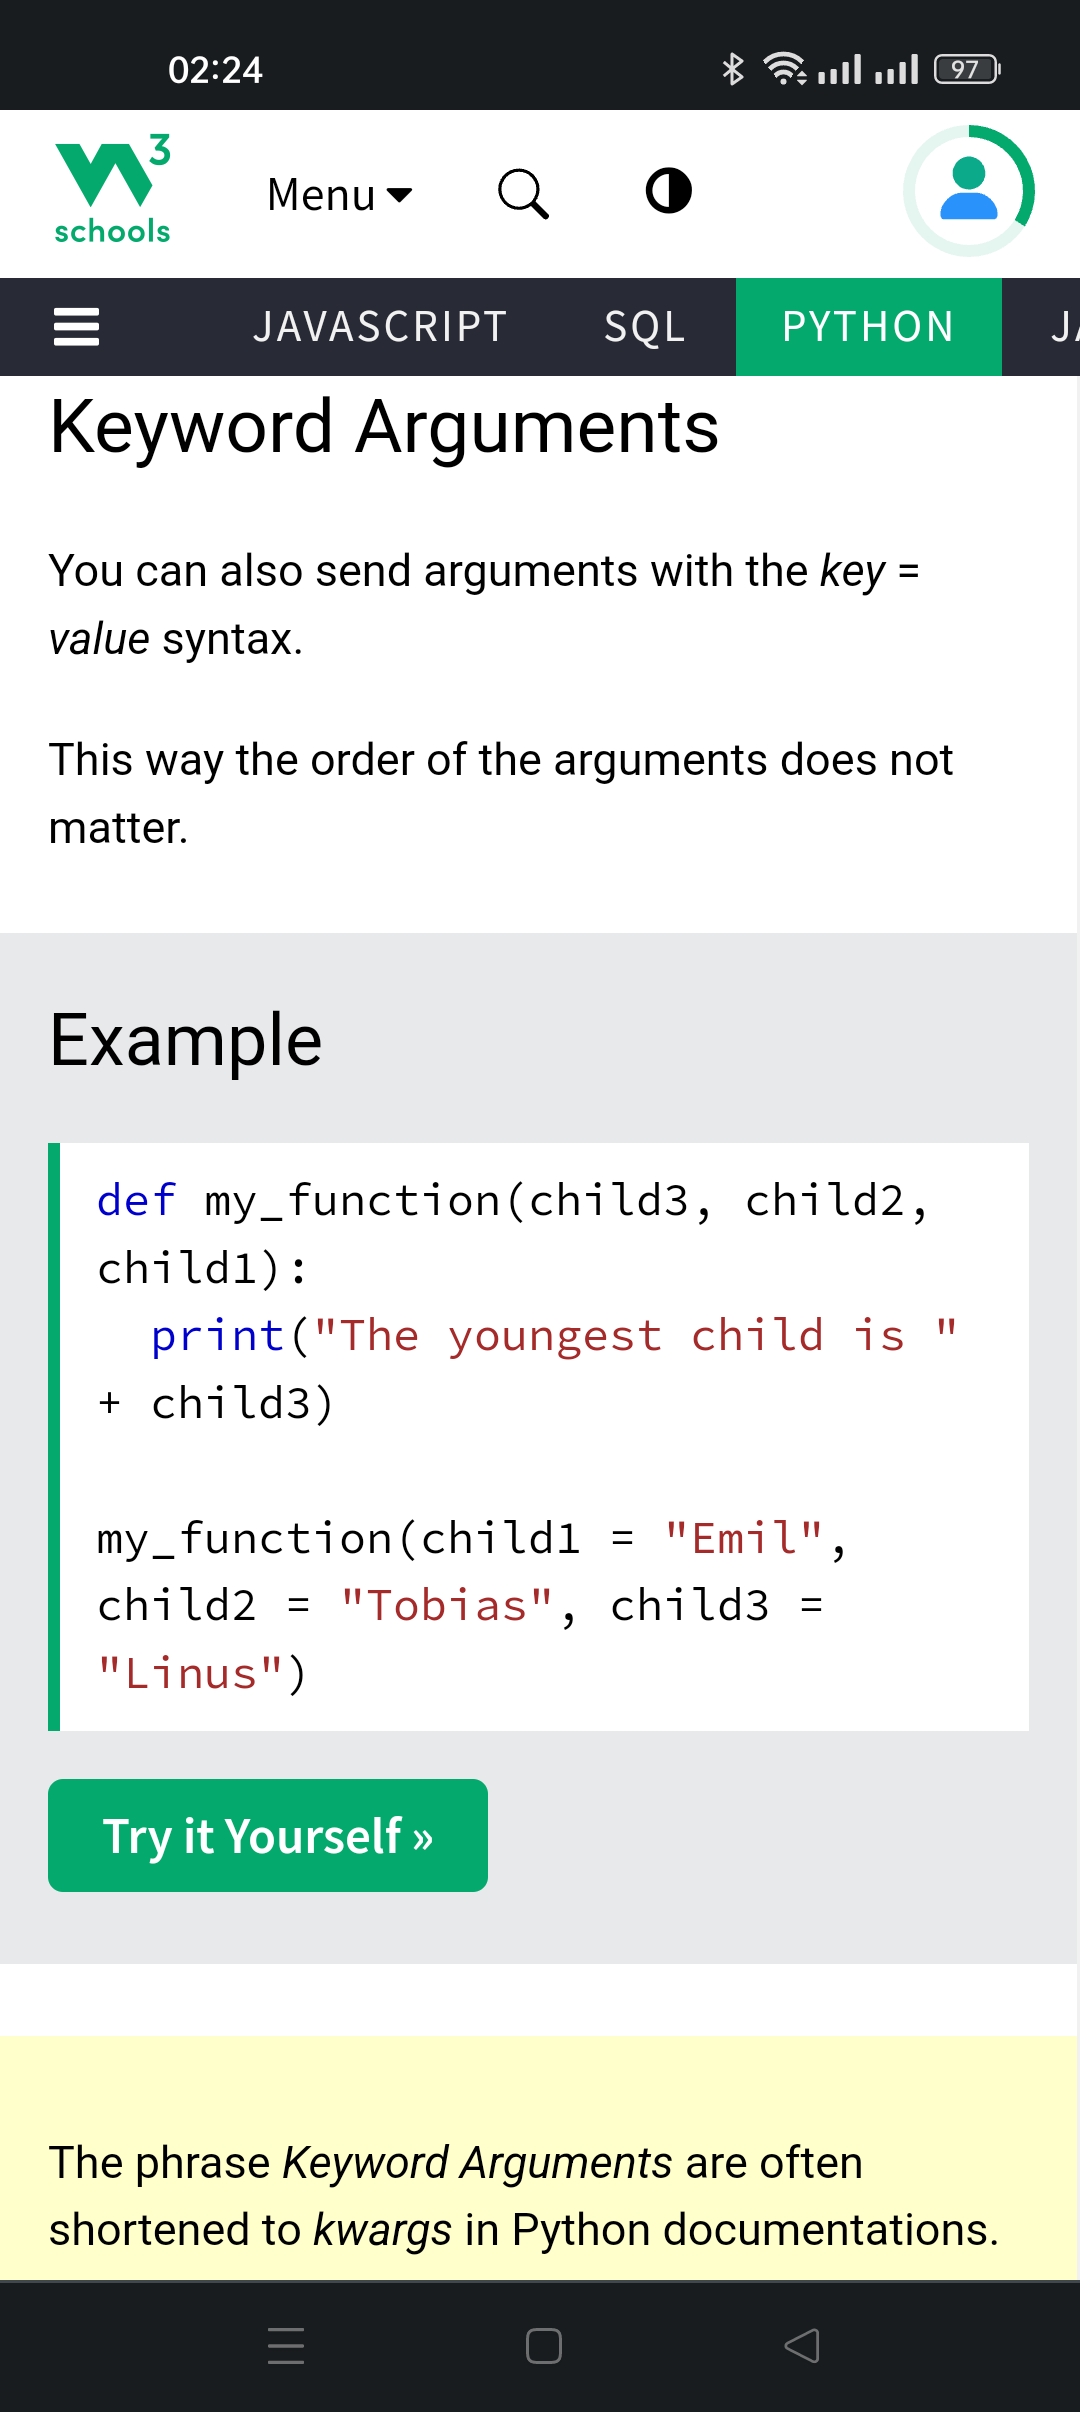 02:24
97
W3
schools
Menu
JAVASCRIPT SQL PYTHON JA
Keyword Arguments
You can also send arguments with the key =
value syntax.
This way the order of the arguments does not
matter.
Example
def my_function(child3, child2,
child1):
  print("The youngest child is "
+ child3)
my_function(child1 = "Emil",
child2 = "Tobias", child3 =
"Linus")
Try it Yourself »
The phrase Keyword Arguments are often
shortened to kwargs in Python documentations.